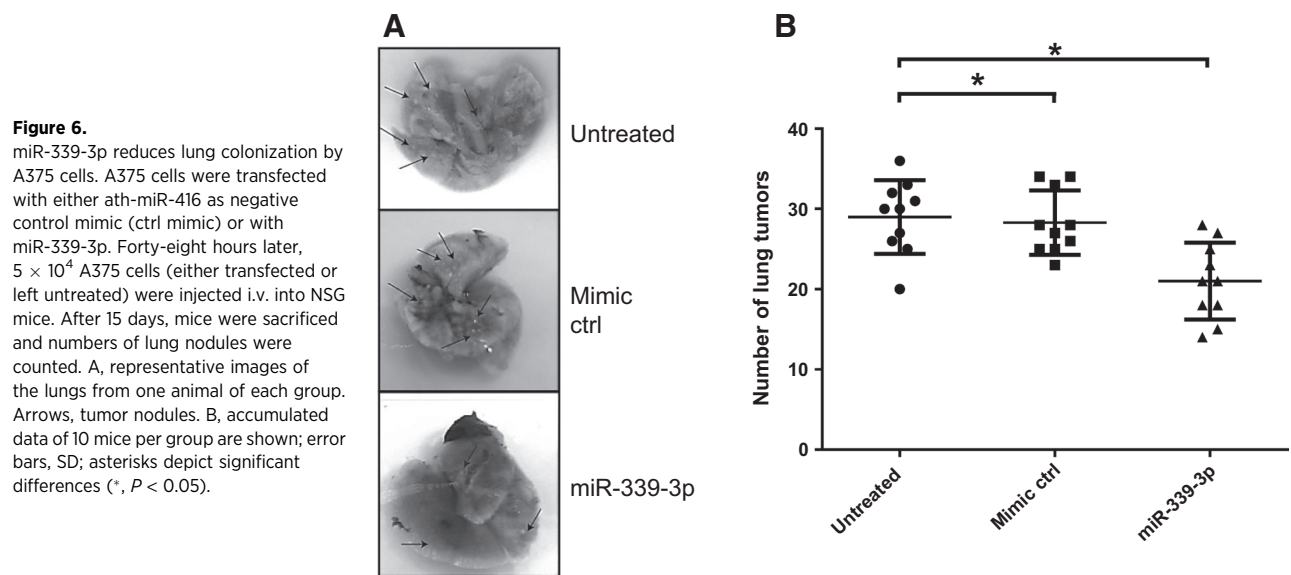 Figure 6.
miR-339-3p reduces lung colonization by
A375 cells. A375 cells were transfected
with either ath-miR-416 as negative
control mimic (ctrl mimic) or with
miR-339-3p. Forty-eight hours later,
5 × 10⁴ A375 cells (either transfected or
left untreated) were injected i.v. into NSG
mice. After 15 days, mice were sacrificed
and numbers of lung nodules were
counted. A, representative images of
the lungs from one animal of each group.
Arrows, tumor nodules. B, accumulated
data of 10 mice per group are shown; error
bars, SD; asterisks depict significant
differences (*, P < 0.05).
A
Untreated
Mimic
ctrl
miR-339-3p
B
*
*
Number of lung tumors
40
30
20
10
0
Untreated
Mimic ctrl
miR-339-3p